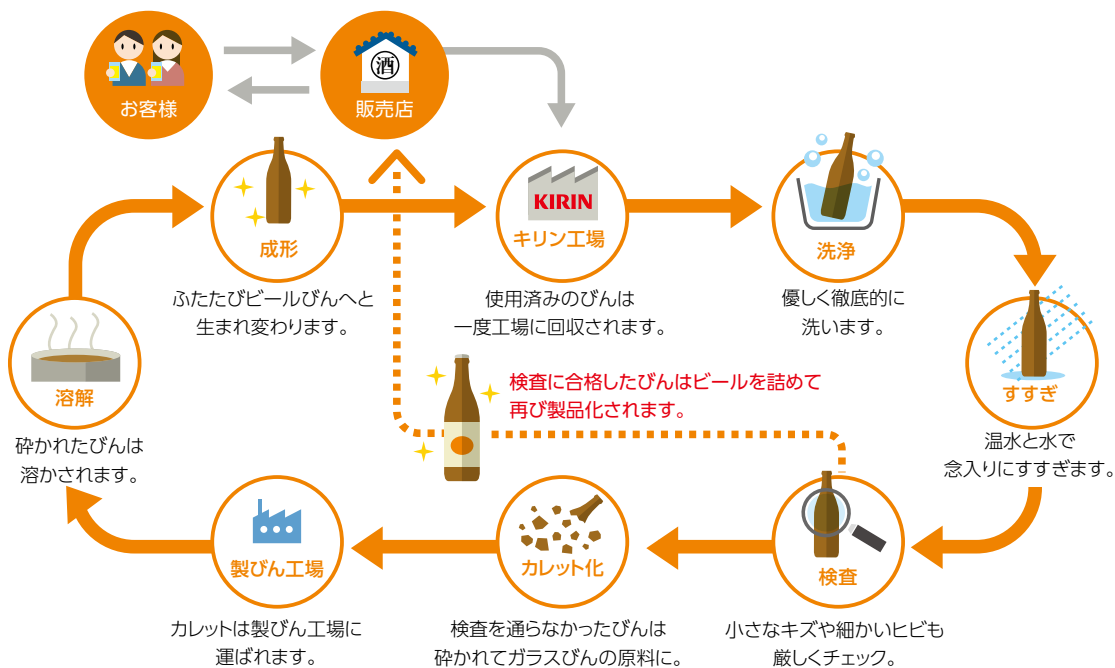 お客様
酒
販売店
成形
ふたたびビールびんへと
生まれ変わります。
KIRIN
キリン工場
使用済みのびんは
一度工場に回収されます。
洗浄
優しく徹底的に
洗います。
すすぎ
温水と水で
念入りにすすぎます。
溶解
砕かれたびんは
溶かされます。
検査に合格したびんはビールを詰めて
再び製品化されます。
製びん工場
カレットは製びん工場に
運ばれます。
カレット化
検査を通らなかったびんは
砕かれてガラスびんの原料に。
検査
小さなキズや細かいヒビも
厳しくチェック。